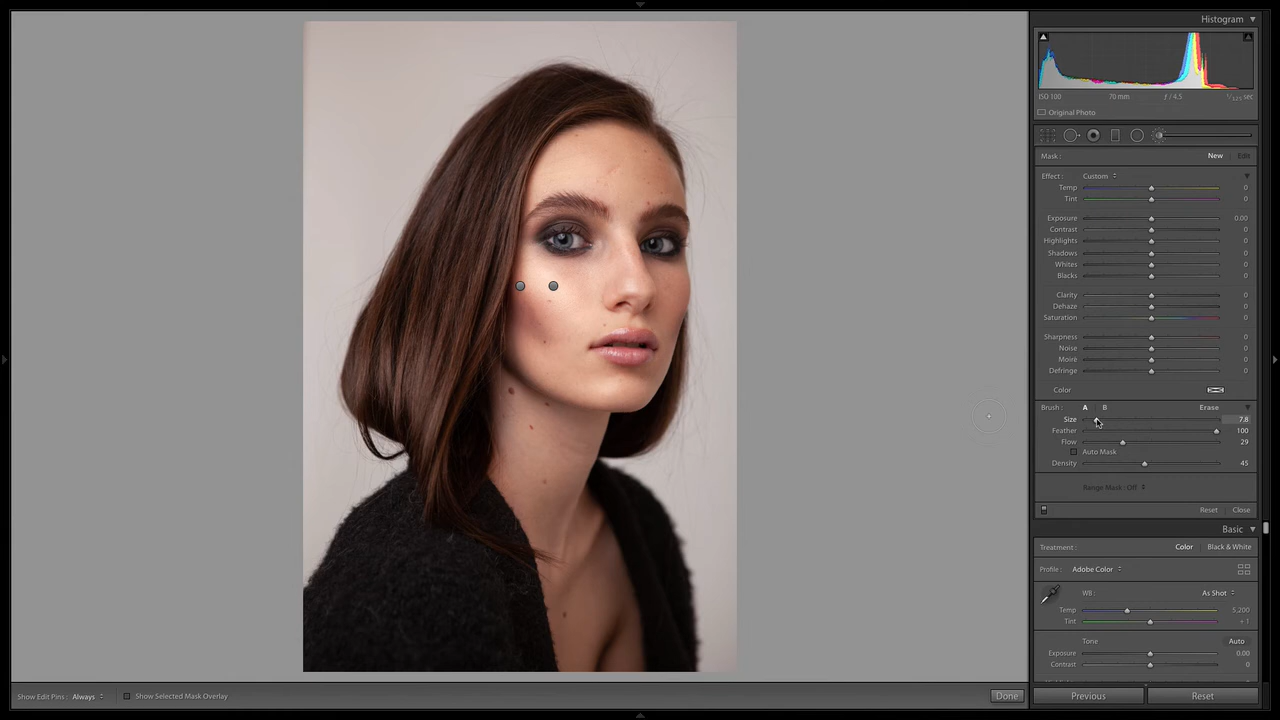 Histogram
ISO 100 70 mm ƒ / 4.5 1/125 sec
Original Photo
Mask : New Edit
Effect : Custom
Temp 0
Tint 0
Exposure 0.00
Contrast 0
Highlights 0
Shadows 0
Whites 0
Blacks 0
Clarity 0
Dehaze 0
Saturation 0
Sharpness 0
Noise 0
Moiré 0
Defringe 0
Color
Brush : A B Erase
Size 7.8
Feather 100
Flow 29
Auto Mask
Density 45
Range Mask : Off
Reset Close
Basic
Treatment : Color Black & White
Profile : Adobe Color
WB : As Shot
Temp 5,200
Tint + 1
Tone Auto
Exposure 0.00
Contrast 0
Show Edit Pins : Always Show Selected Mask Overlay Done
Previous Reset